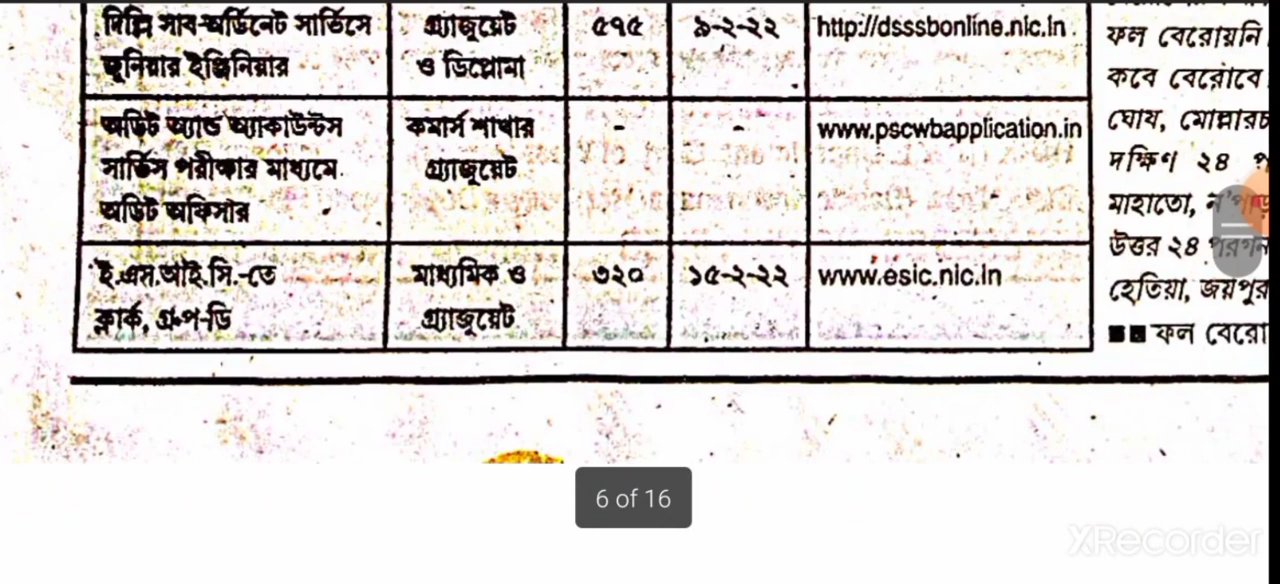 দিল্লি সাব-অর্ডিনেট সার্ভিসে গ্র্যাজুয়েট ৫৭৫ ৯-২-২২ http://dsssbonline.nic.in
জুনিয়ার ইঞ্জিনিয়ার ও ডিপ্লোমা
অডিট অ্যান্ড অ্যাকাউন্টস কমার্স শাখার - - www.pscwbapplication.in
সার্ভিস পরীক্ষার মাধ্যমে গ্র্যাজুয়েট
অডিট অফিসার
ই.এস.আই.সি.-তে মাধ্যমিক ও ৩২০ ১৫-২-২২ www.esic.nic.in
ক্লার্ক, গ্রুপ-ডি গ্র্যাজুয়েট
ফল বেরোয়নি
কবে বেরোবে
ঘোষ, মোল্লারচ
দক্ষিণ ২৪ প
মাহাতো,
উত্তর ২৪ পরগন
হেতিয়া, জয়পুর
■■ ফল বেরো
6 of 16
XRecorder